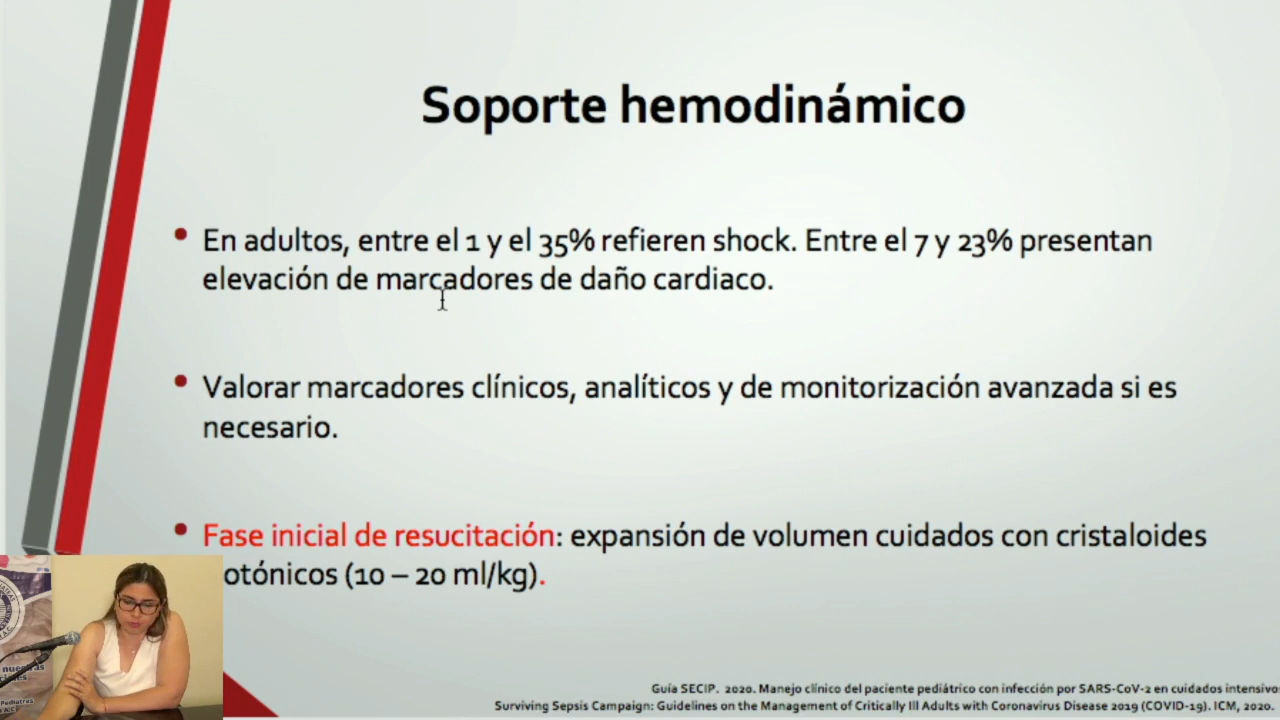 Soporte hemodinámico
• En adultos, entre el 1 y el 35% refieren shock. Entre el 7 y 23% presentan
elevación de marcadores de daño cardiaco.
• Valorar marcadores clínicos, analíticos y de monitorización avanzada si es
necesario.
• Fase inicial de resucitación: expansión de volumen cuidados con cristaloides
otónicos (10 – 20 ml/kg).
Guía SECIP. 2020. Manejo clínico del paciente pediátrico con infección por SARS-CoV-2 en cuidados intensivos
Surviving Sepsis Campaign: Guidelines on the Management of Critically Ill Adults with Coronavirus Disease 2019 (COVID-19). ICM, 2020.